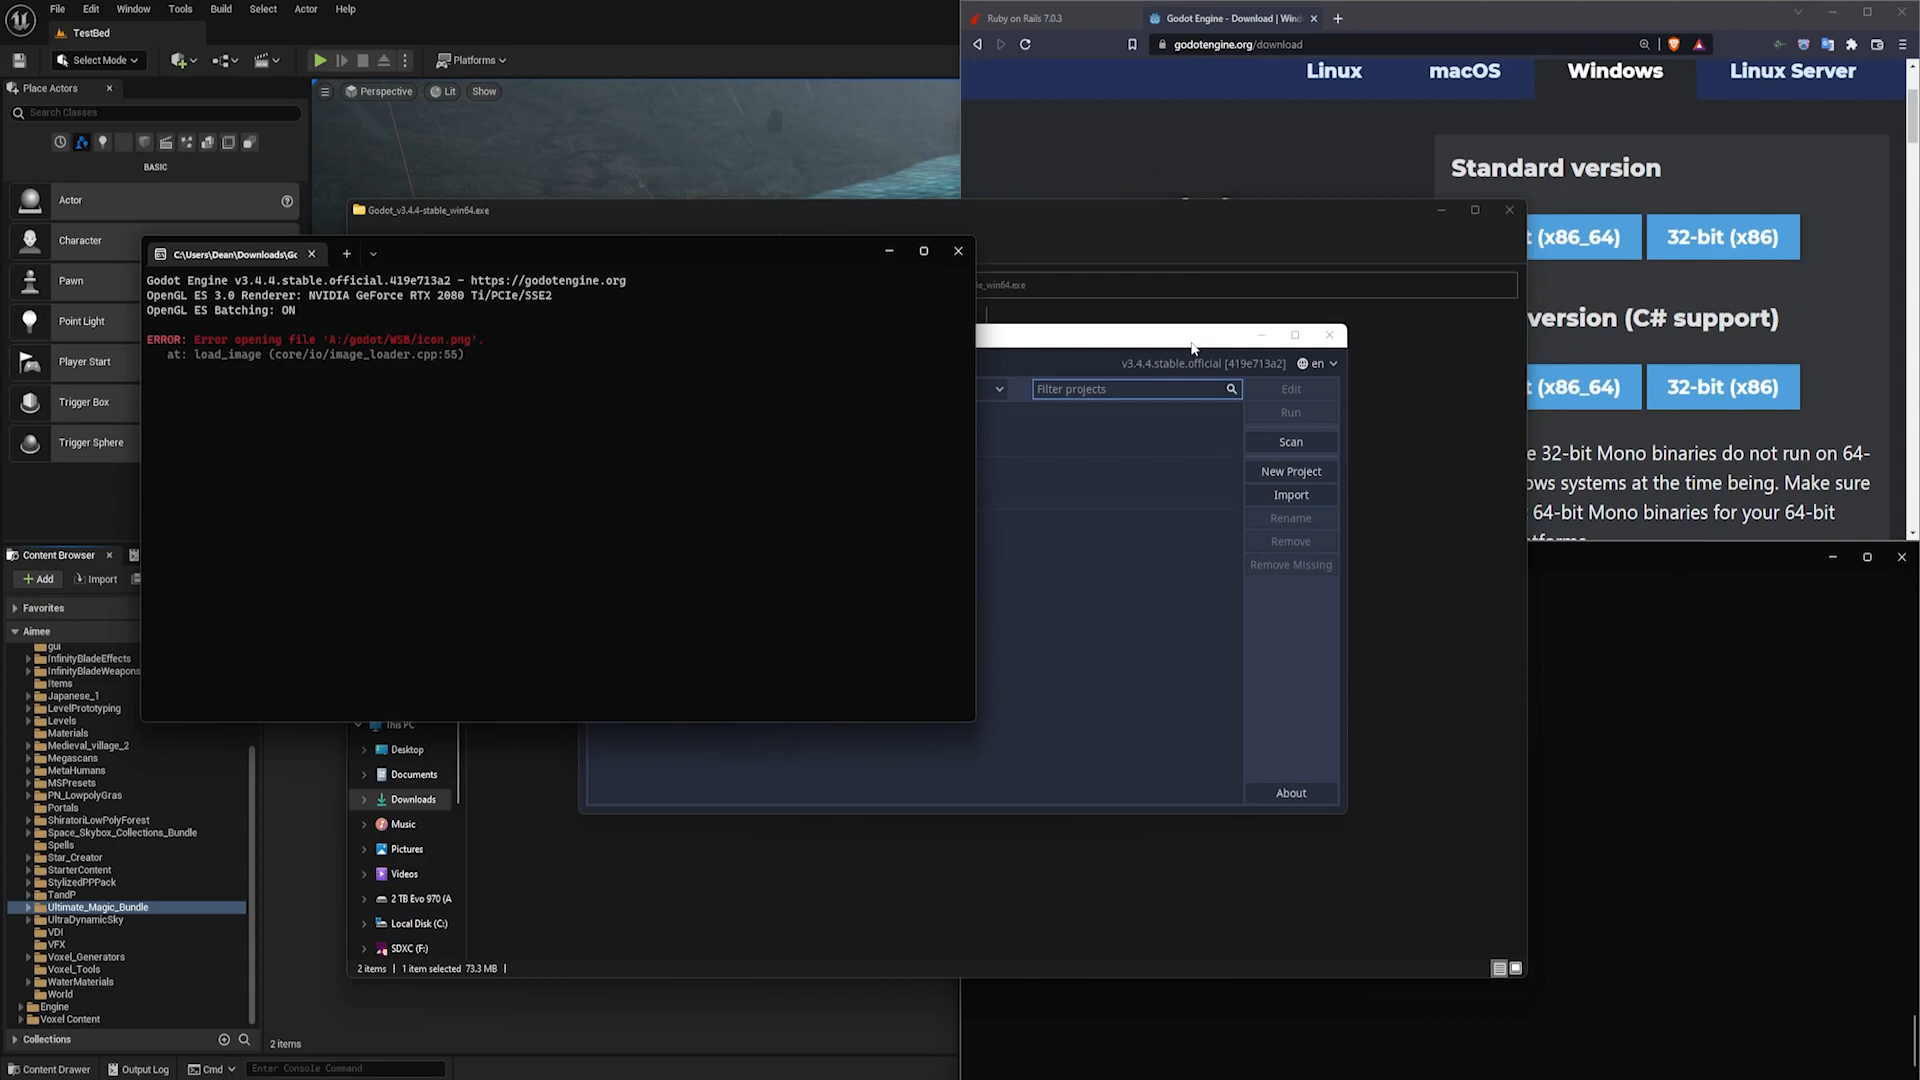 File Edit Window Tools Build Select Actor Help
TestBed
Select Mode
Platforms
Place Actors
Search Classes
BASIC
Actor
Character
Pawn
Point Light
Player Start
Trigger Box
Trigger Sphere
Perspective
Lit
Show
Ruby on Rails 7.0.3
Godot Engine - Download | Wind
godotengine.org/download
Linux
macOS
Windows
Linux Server
Standard version
t (x86_64)
32-bit (x86)
version (C# support)
t (x86_64)
32-bit (x86)
e 32-bit Mono binaries do not run on 64-
ows systems at the time being. Make sure
64-bit Mono binaries for your 64-bit
Godot_v3.4.4-stable_win64.exe
le_win64.exe
C:\Users\Dean\Downloads\Gc
Godot Engine v3.4.4.stable.official.419e713a2 - https://godotengine.org
OpenGL ES 3.0 Renderer: NVIDIA GeForce RTX 2080 Ti/PCIe/SSE2
OpenGL ES Batching: ON
ERROR: Error opening file 'A:/godot/WSB/icon.png'.
at: load_image (core/io/image_loader.cpp:55)
v3.4.4.stable.official [419e713a2]
en
Filter projects
Edit
Run
Scan
New Project
Import
Rename
Remove
Remove Missing
About
Content Browser
Add
Import
Favorites
Aimee
gui
InfinityBladeEffects
InfinityBladeWeapons
Items
Japanese_1
LevelPrototyping
Levels
Materials
Medieval_village_2
Megascans
MetaHumans
MSPresets
PN_LowpolyGras
Portals
ShiratoriLowPolyForest
Space_Skybox_Collections_Bundle
Spells
Star_Creator
StarterContent
StylizedPPPack
TandP
Ultimate_Magic_Bundle
UltraDynamicSky
VDI
VFX
Voxel_Generators
Voxel_Tools
WaterMaterials
World
Engine
Voxel Content
Collections
2 items
This PC
Desktop
Documents
Downloads
Music
Pictures
Videos
2 TB Evo 970 (A
Local Disk (C:)
SDXC (F:)
2 items
1 item selected 73.3 MB
Content Drawer
Output Log
Cmd
Enter Console Command